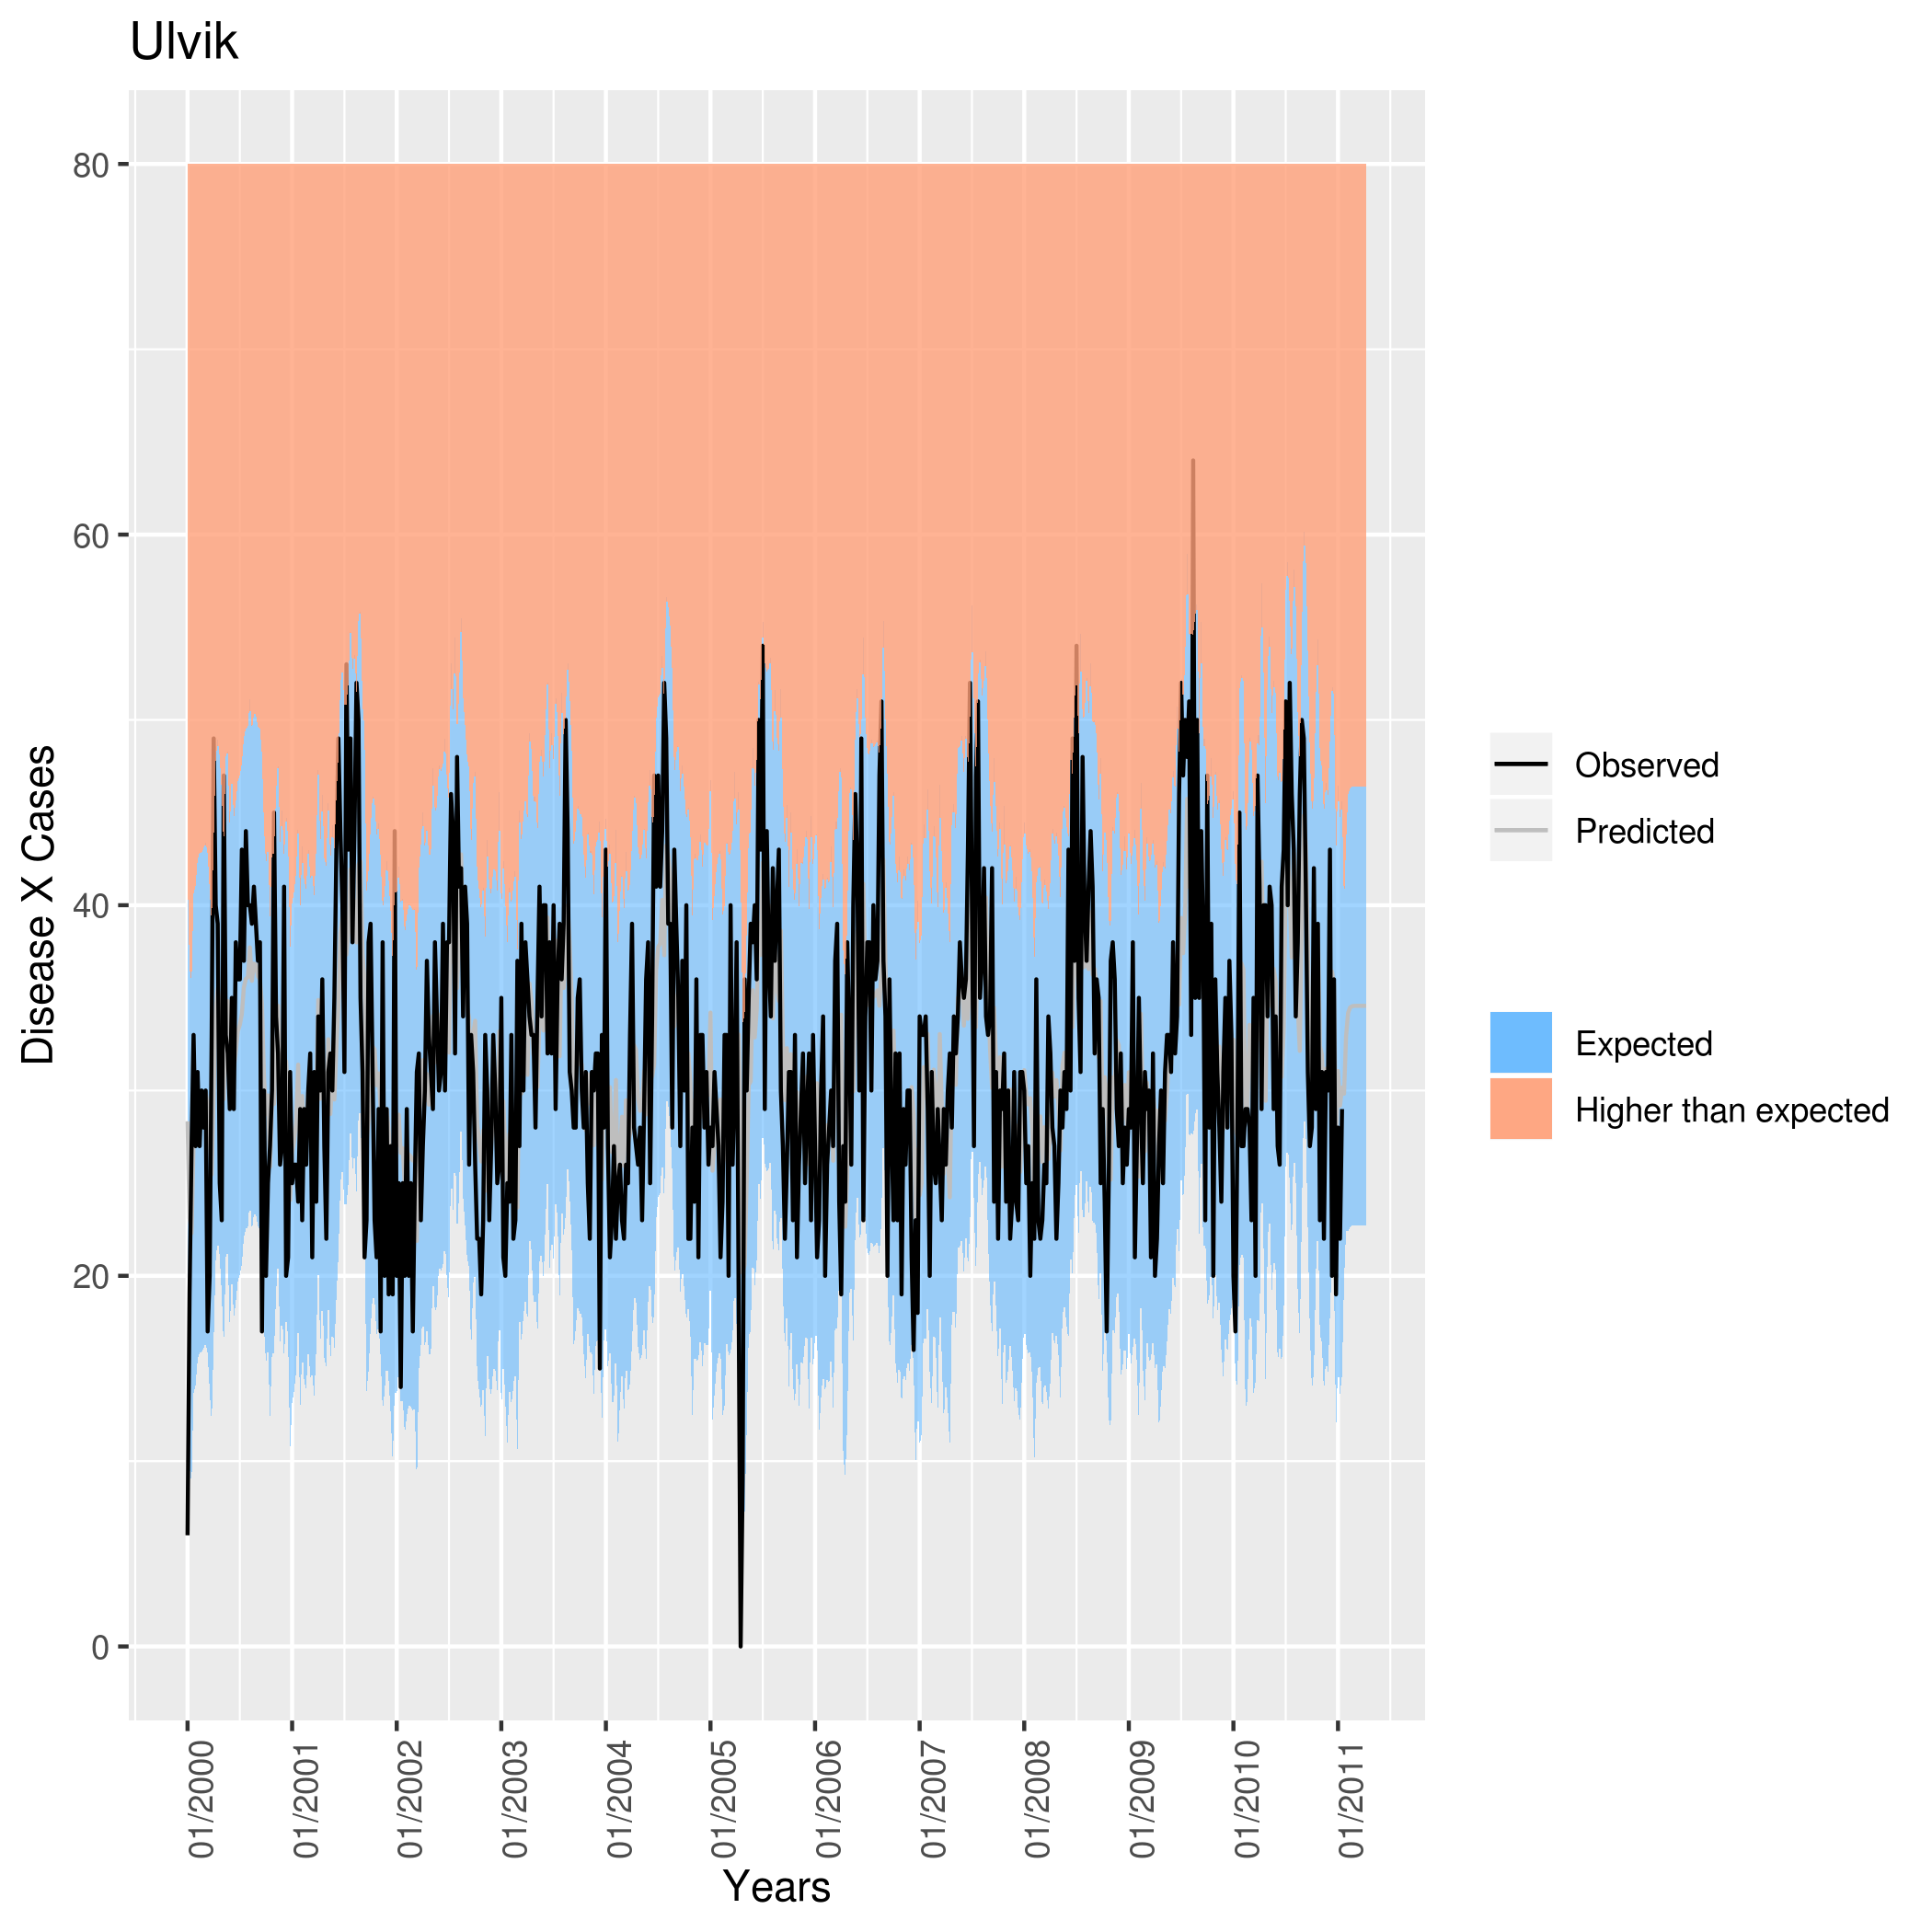 Ulvik
Disease X Cases
80
60
40
20
0
01/2000
01/2001
01/2002
01/2003
01/2004
01/2005
01/2006
01/2007
01/2008
01/2009
01/2010
01/2011
Years
Observed
Predicted
Expected
Higher than expected